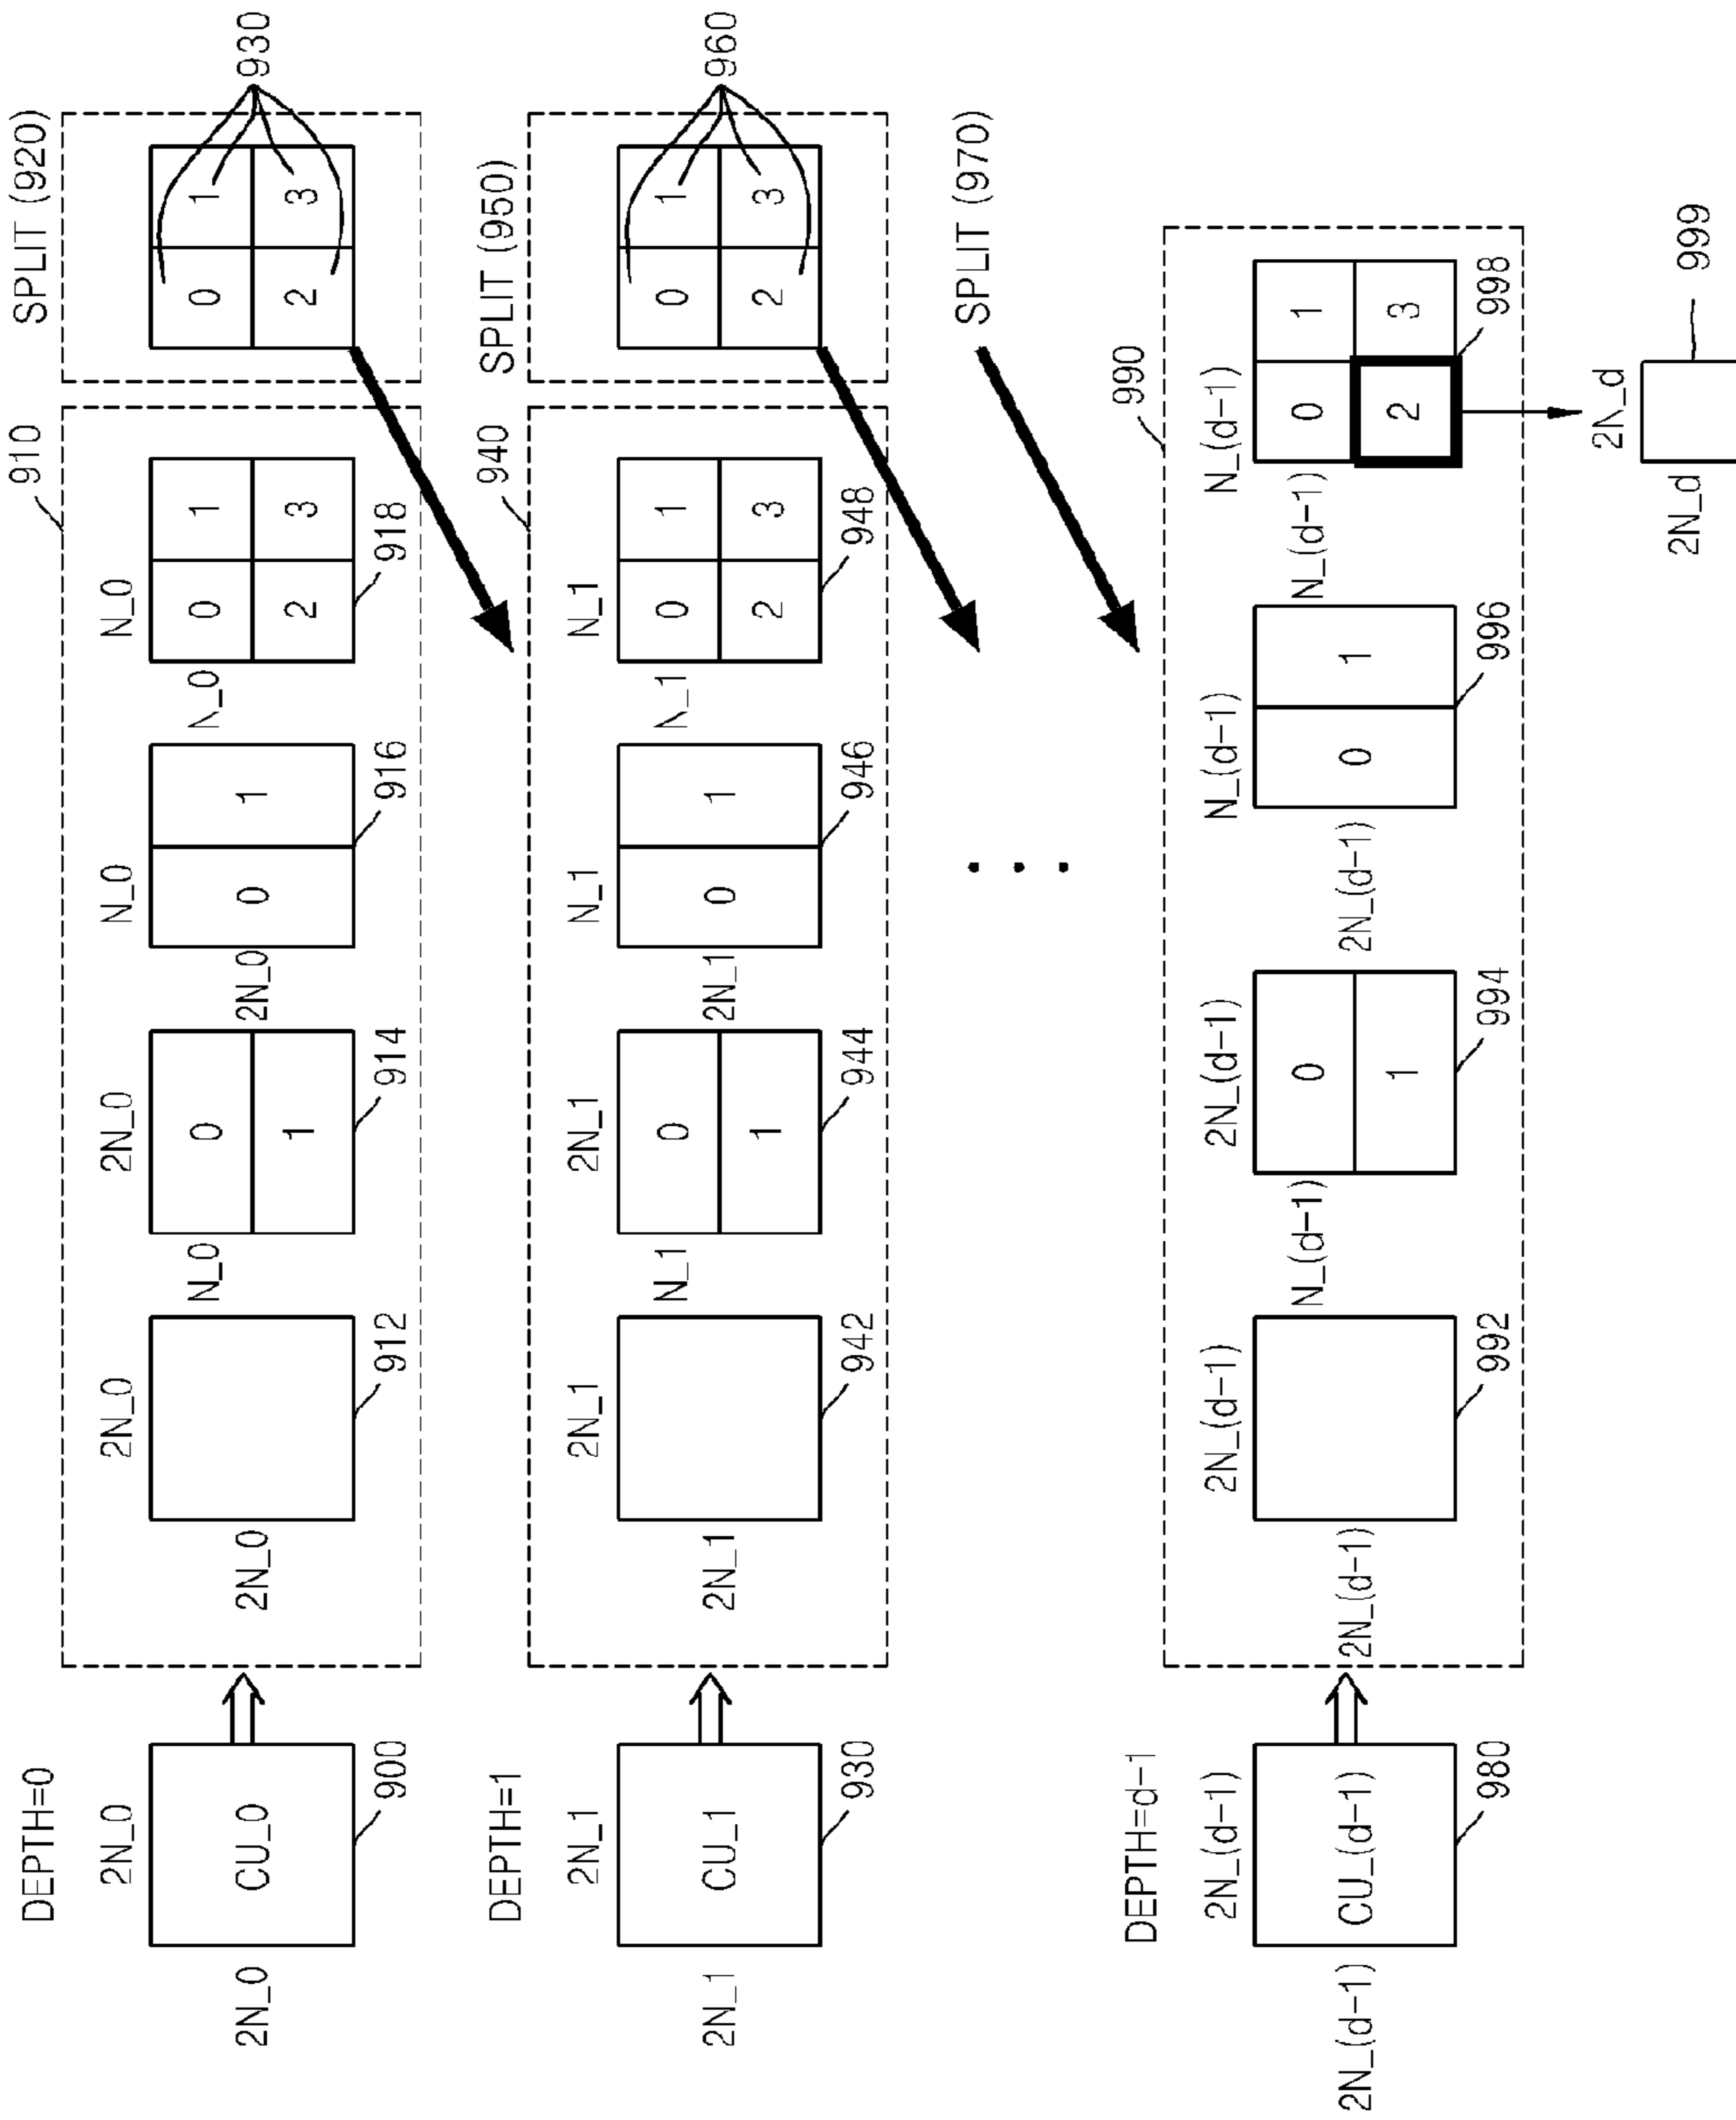 DEPTH=0
2N_0
2N_0
CU_0
900
910
2N_0
2N_0
912
2N_0
N_0
0
1
914
N_0
2N_0
0
1
916
N_0
N_0
0
1
2
3
918
SPLIT (920)
0
1
2
3
930
DEPTH=1
2N_1
2N_1
CU_1
930
940
2N_1
2N_1
942
2N_1
N_1
0
1
944
N_1
2N_1
0
1
946
N_1
N_1
0
1
2
3
948
SPLIT (950)
0
1
2
3
960
SPLIT (970)
DEPTH=d-1
2N_(d-1)
2N_(d-1)
CU_(d-1)
980
990
2N_(d-1)
2N_(d-1)
992
2N_(d-1)
N_(d-1)
0
1
994
N_(d-1)
2N_(d-1)
0
1
996
N_(d-1)
N_(d-1)
0
1
2
3
998
2N_d
2N_d
999